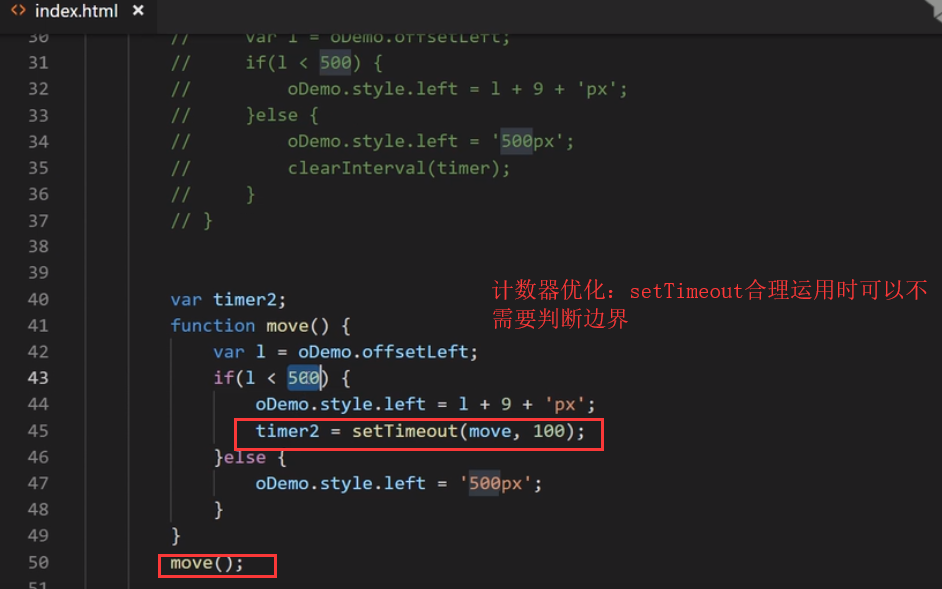 <> index.html ×
30 // var l = oDemo.offsetLeft;
31 // if(l < 500) {
32 // oDemo.style.left = l + 9 + 'px';
33 // }else {
34 // oDemo.style.left = '500px';
35 // clearInterval(timer);
36 // }
37 // }
38
39
40 var timer2;
计数器优化：setTimeout合理运用时可以不
需要判断边界
41 function move() {
42 var l = oDemo.offsetLeft;
43 if(l < 500) {
44 oDemo.style.left = l + 9 + 'px';
45 timer2 = setTimeout(move, 100);
46 }else {
47 oDemo.style.left = '500px';
48 }
49 }
50 move();
51